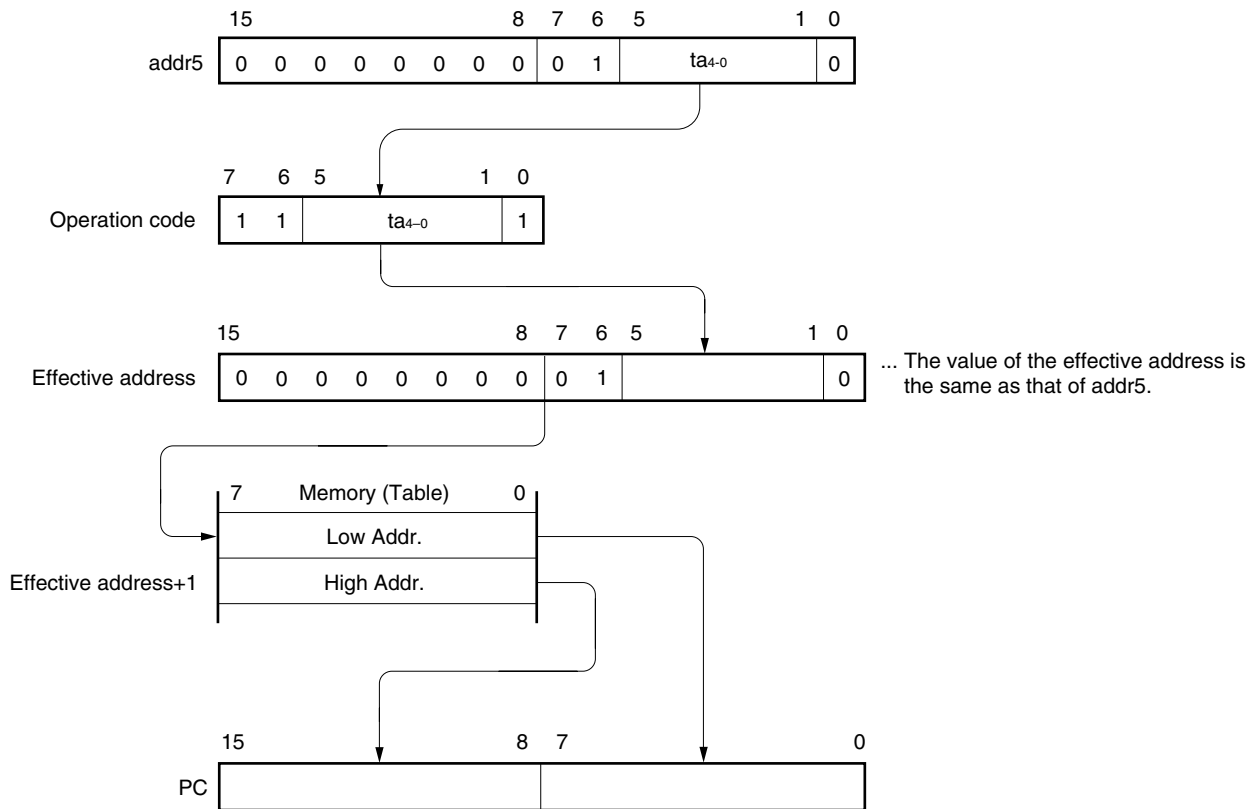 15 8 7 6 5 1 0
addr5 0 0 0 0 0 0 0 0 0 1 ta4-0 0
7 6 5 1 0
Operation code 1 1 ta4–0 1
15 8 7 6 5 1 0
Effective address 0 0 0 0 0 0 0 0 0 1 0 ... The value of the effective address is
the same as that of addr5.
7 Memory (Table) 0
Low Addr.
Effective address+1 High Addr.
15 8 7 0
PC